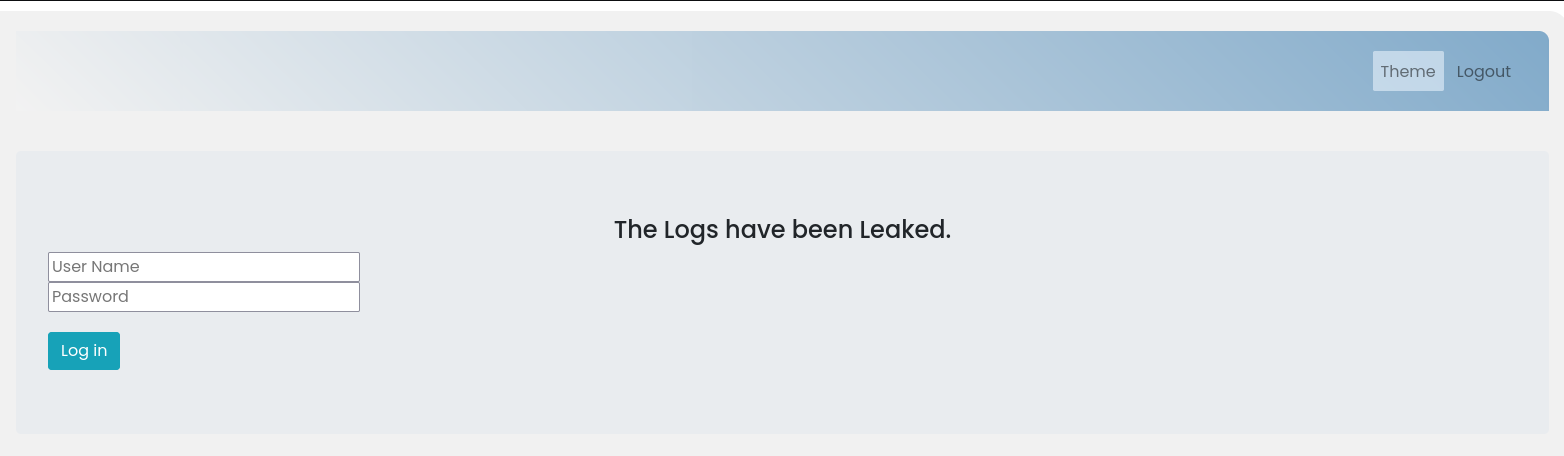 Theme Logout
The Logs have been Leaked.
User Name
Password
Log in